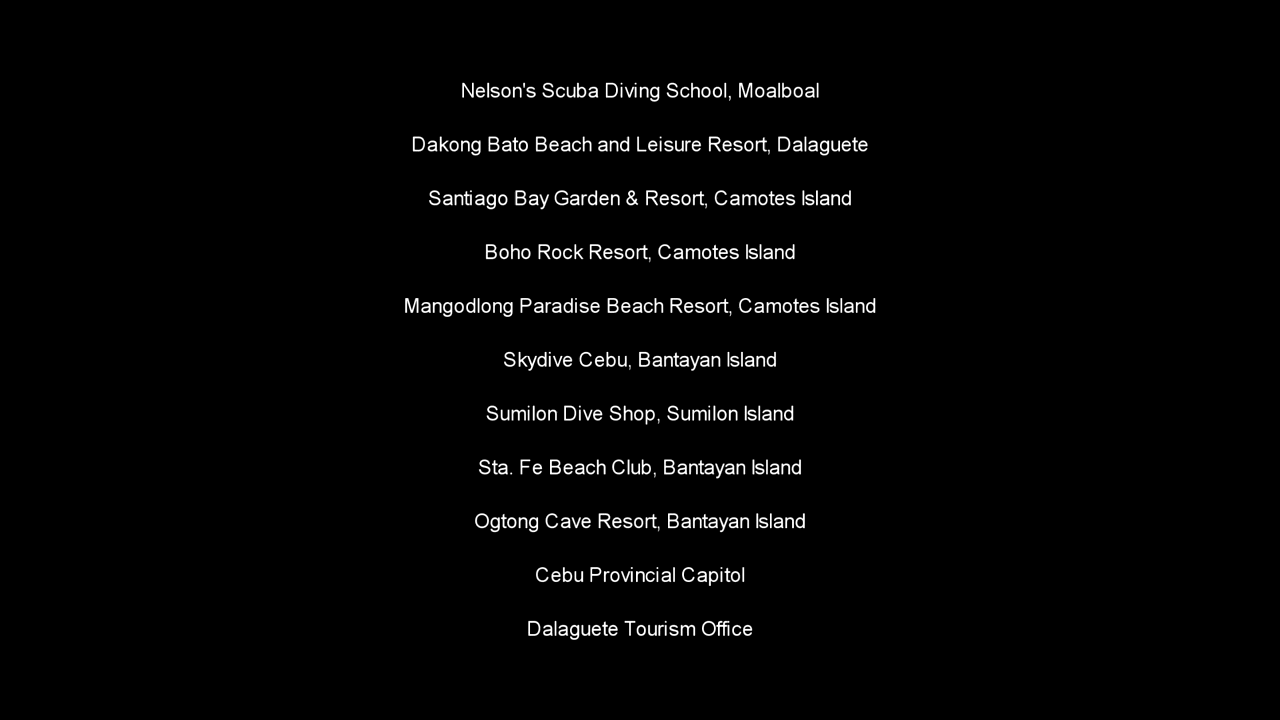 Nelson's Scuba Diving School, Moalboal
Dakong Bato Beach and Leisure Resort, Dalaguete
Santiago Bay Garden & Resort, Camotes Island
Boho Rock Resort, Camotes Island
Mangodlong Paradise Beach Resort, Camotes Island
Skydive Cebu, Bantayan Island
Sumilon Dive Shop, Sumilon Island
Sta. Fe Beach Club, Bantayan Island
Ogtong Cave Resort, Bantayan Island
Cebu Provincial Capitol
Dalaguete Tourism Office